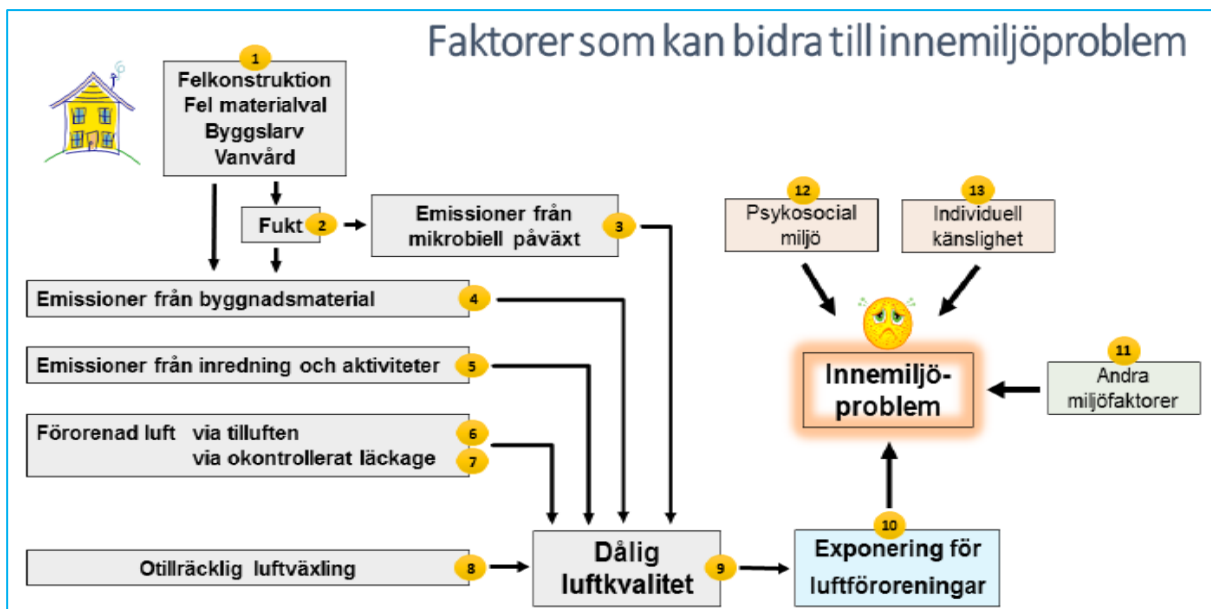 Faktorer som kan bidra till innemiljöproblem
1
Felkonstruktion
Fel materialval
Byggslarv
Vanvård
Fukt 2
Emissioner från
mikrobiell påväxt
3
Emissioner från byggnadsmaterial 4
Emissioner från inredning och aktiviteter 5
Förorenad luft via tilluften 6
via okontrollerat läckage 7
Otillräcklig luftväxling 8
Dålig
luftkvalitet
9
10
Exponering för
luftföroreningar
12
Psykosocial
miljö
13
Individuell
känslighet
11
Andra
miljöfaktorer
Innemiljö-
problem